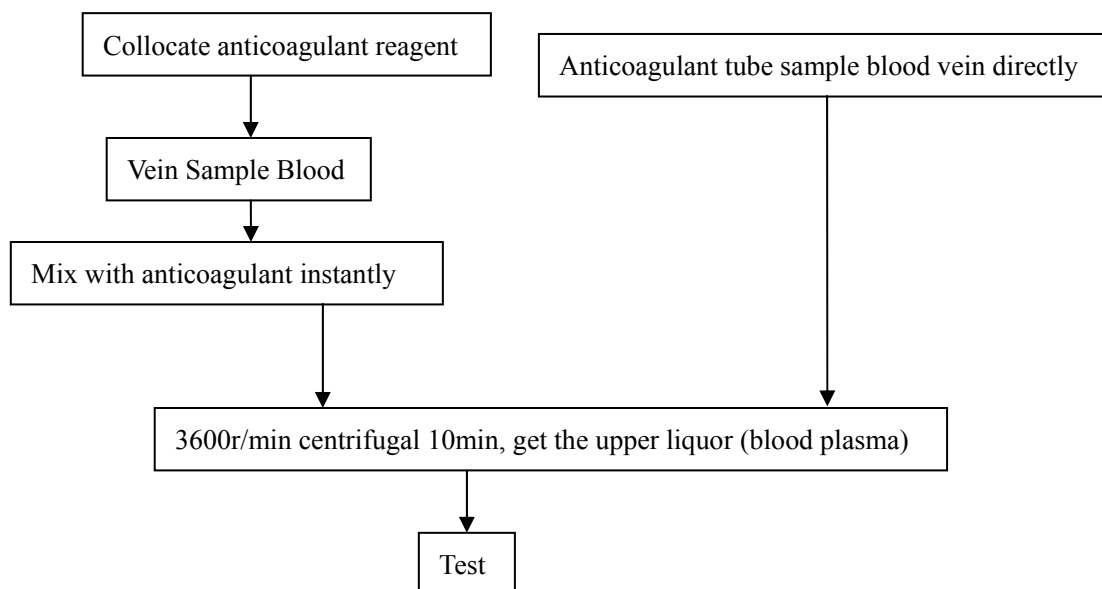 Collocate anticoagulant reagent
Anticoagulant tube sample blood vein directly
Vein Sample Blood
Mix with anticoagulant instantly
3600r/min centrifugal 10min, get the upper liquor (blood plasma)
Test